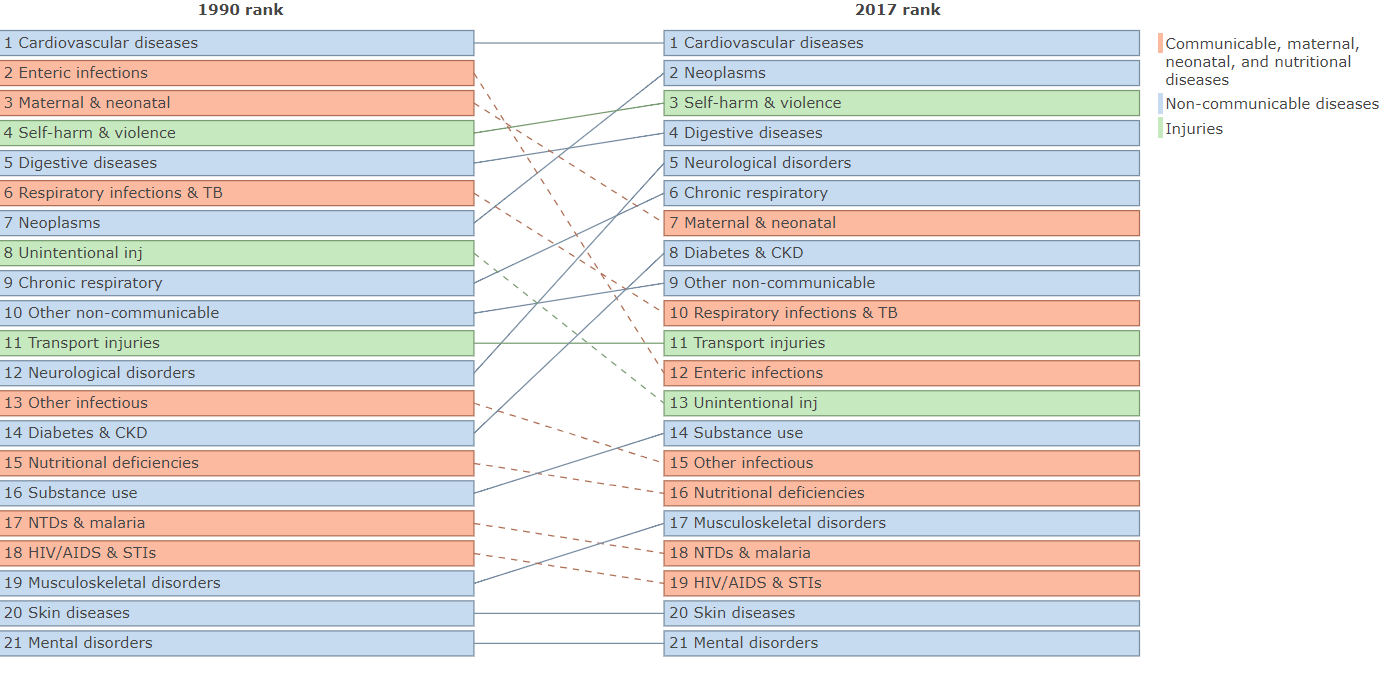 1990 rank
2017 rank
1 Cardiovascular diseases
2 Enteric infections
3 Maternal & neonatal
4 Self-harm & violence
5 Digestive diseases
6 Respiratory infections & TB
7 Neoplasms
8 Unintentional inj
9 Chronic respiratory
10 Other non-communicable
11 Transport injuries
12 Neurological disorders
13 Other infectious
14 Diabetes & CKD
15 Nutritional deficiencies
16 Substance use
17 NTDs & malaria
18 HIV/AIDS & STIs
19 Musculoskeletal disorders
20 Skin diseases
21 Mental disorders
1 Cardiovascular diseases
2 Neoplasms
3 Self-harm & violence
4 Digestive diseases
5 Neurological disorders
6 Chronic respiratory
7 Maternal & neonatal
8 Diabetes & CKD
9 Other non-communicable
10 Respiratory infections & TB
11 Transport injuries
12 Enteric infections
13 Unintentional inj
14 Substance use
15 Other infectious
16 Nutritional deficiencies
17 Musculoskeletal disorders
18 NTDs & malaria
19 HIV/AIDS & STIs
20 Skin diseases
21 Mental disorders
Communicable, maternal,
neonatal, and nutritional
diseases
Non-communicable diseases
Injuries